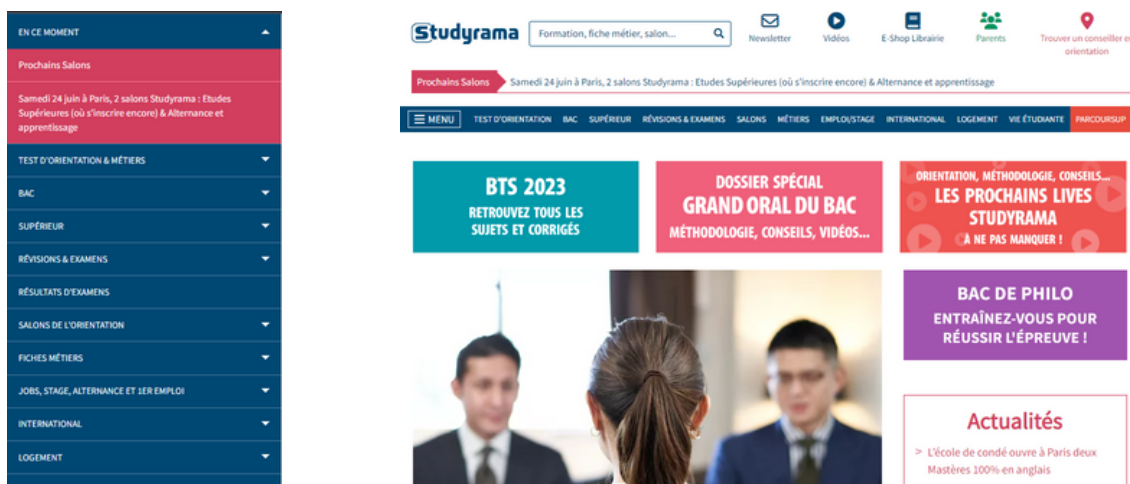 EN CE MOMENT
Prochains Salons
Samedi 24 juin à Paris, 2 salons Studyrama : Etudes
Supérieures (où s'inscrire encore) & Alternance et
apprentissage
TEST D'ORIENTATION & MÉTIERS
BAC
SUPÉRIEUR
RÉVISIONS & EXAMENS
RÉSULTATS D'EXAMENS
SALONS DE L'ORIENTATION
FICHES MÉTIERS
JOBS, STAGE, ALTERNANCE ET 1ER EMPLOI
INTERNATIONAL
LOGEMENT
Studyrama
Formation, fiche métier, salon...
Newsletter
Vidéos
E-Shop Librairie
Parents
Trouver un conseiller e
orientation
Prochains Salons
Samedi 24 juin à Paris, 2 salons Studyrama : Etudes Supérieures (où s'inscrire encore) & Alternance et apprentissage
MENU TEST D'ORIENTATION BAC SUPÉRIEUR RÉVISIONS & EXAMENS SALONS MÉTIERS EMPLOI/STAGE INTERNATIONAL LOGEMENT VIE ÉTUDIANTE PARCOURSUP
BTS 2023
RETROUVEZ TOUS LES
SUJETS ET CORRIGÉS
DOSSIER SPÉCIAL
GRAND ORAL DU BAC
MÉTHODOLOGIE, CONSEILS, VIDÉOS...
ORIENTATION, MÉTHODOLOGIE, CONSEILS...
LES PROCHAINS LIVES
STUDYRAMA
À NE PAS MANQUER !
BAC DE PHILO
ENTRAÎNEZ-VOUS POUR
RÉUSSIR L'ÉPREUVE !
Actualités
> L'école de condé ouvre à Paris deux
Mastères 100% en anglais